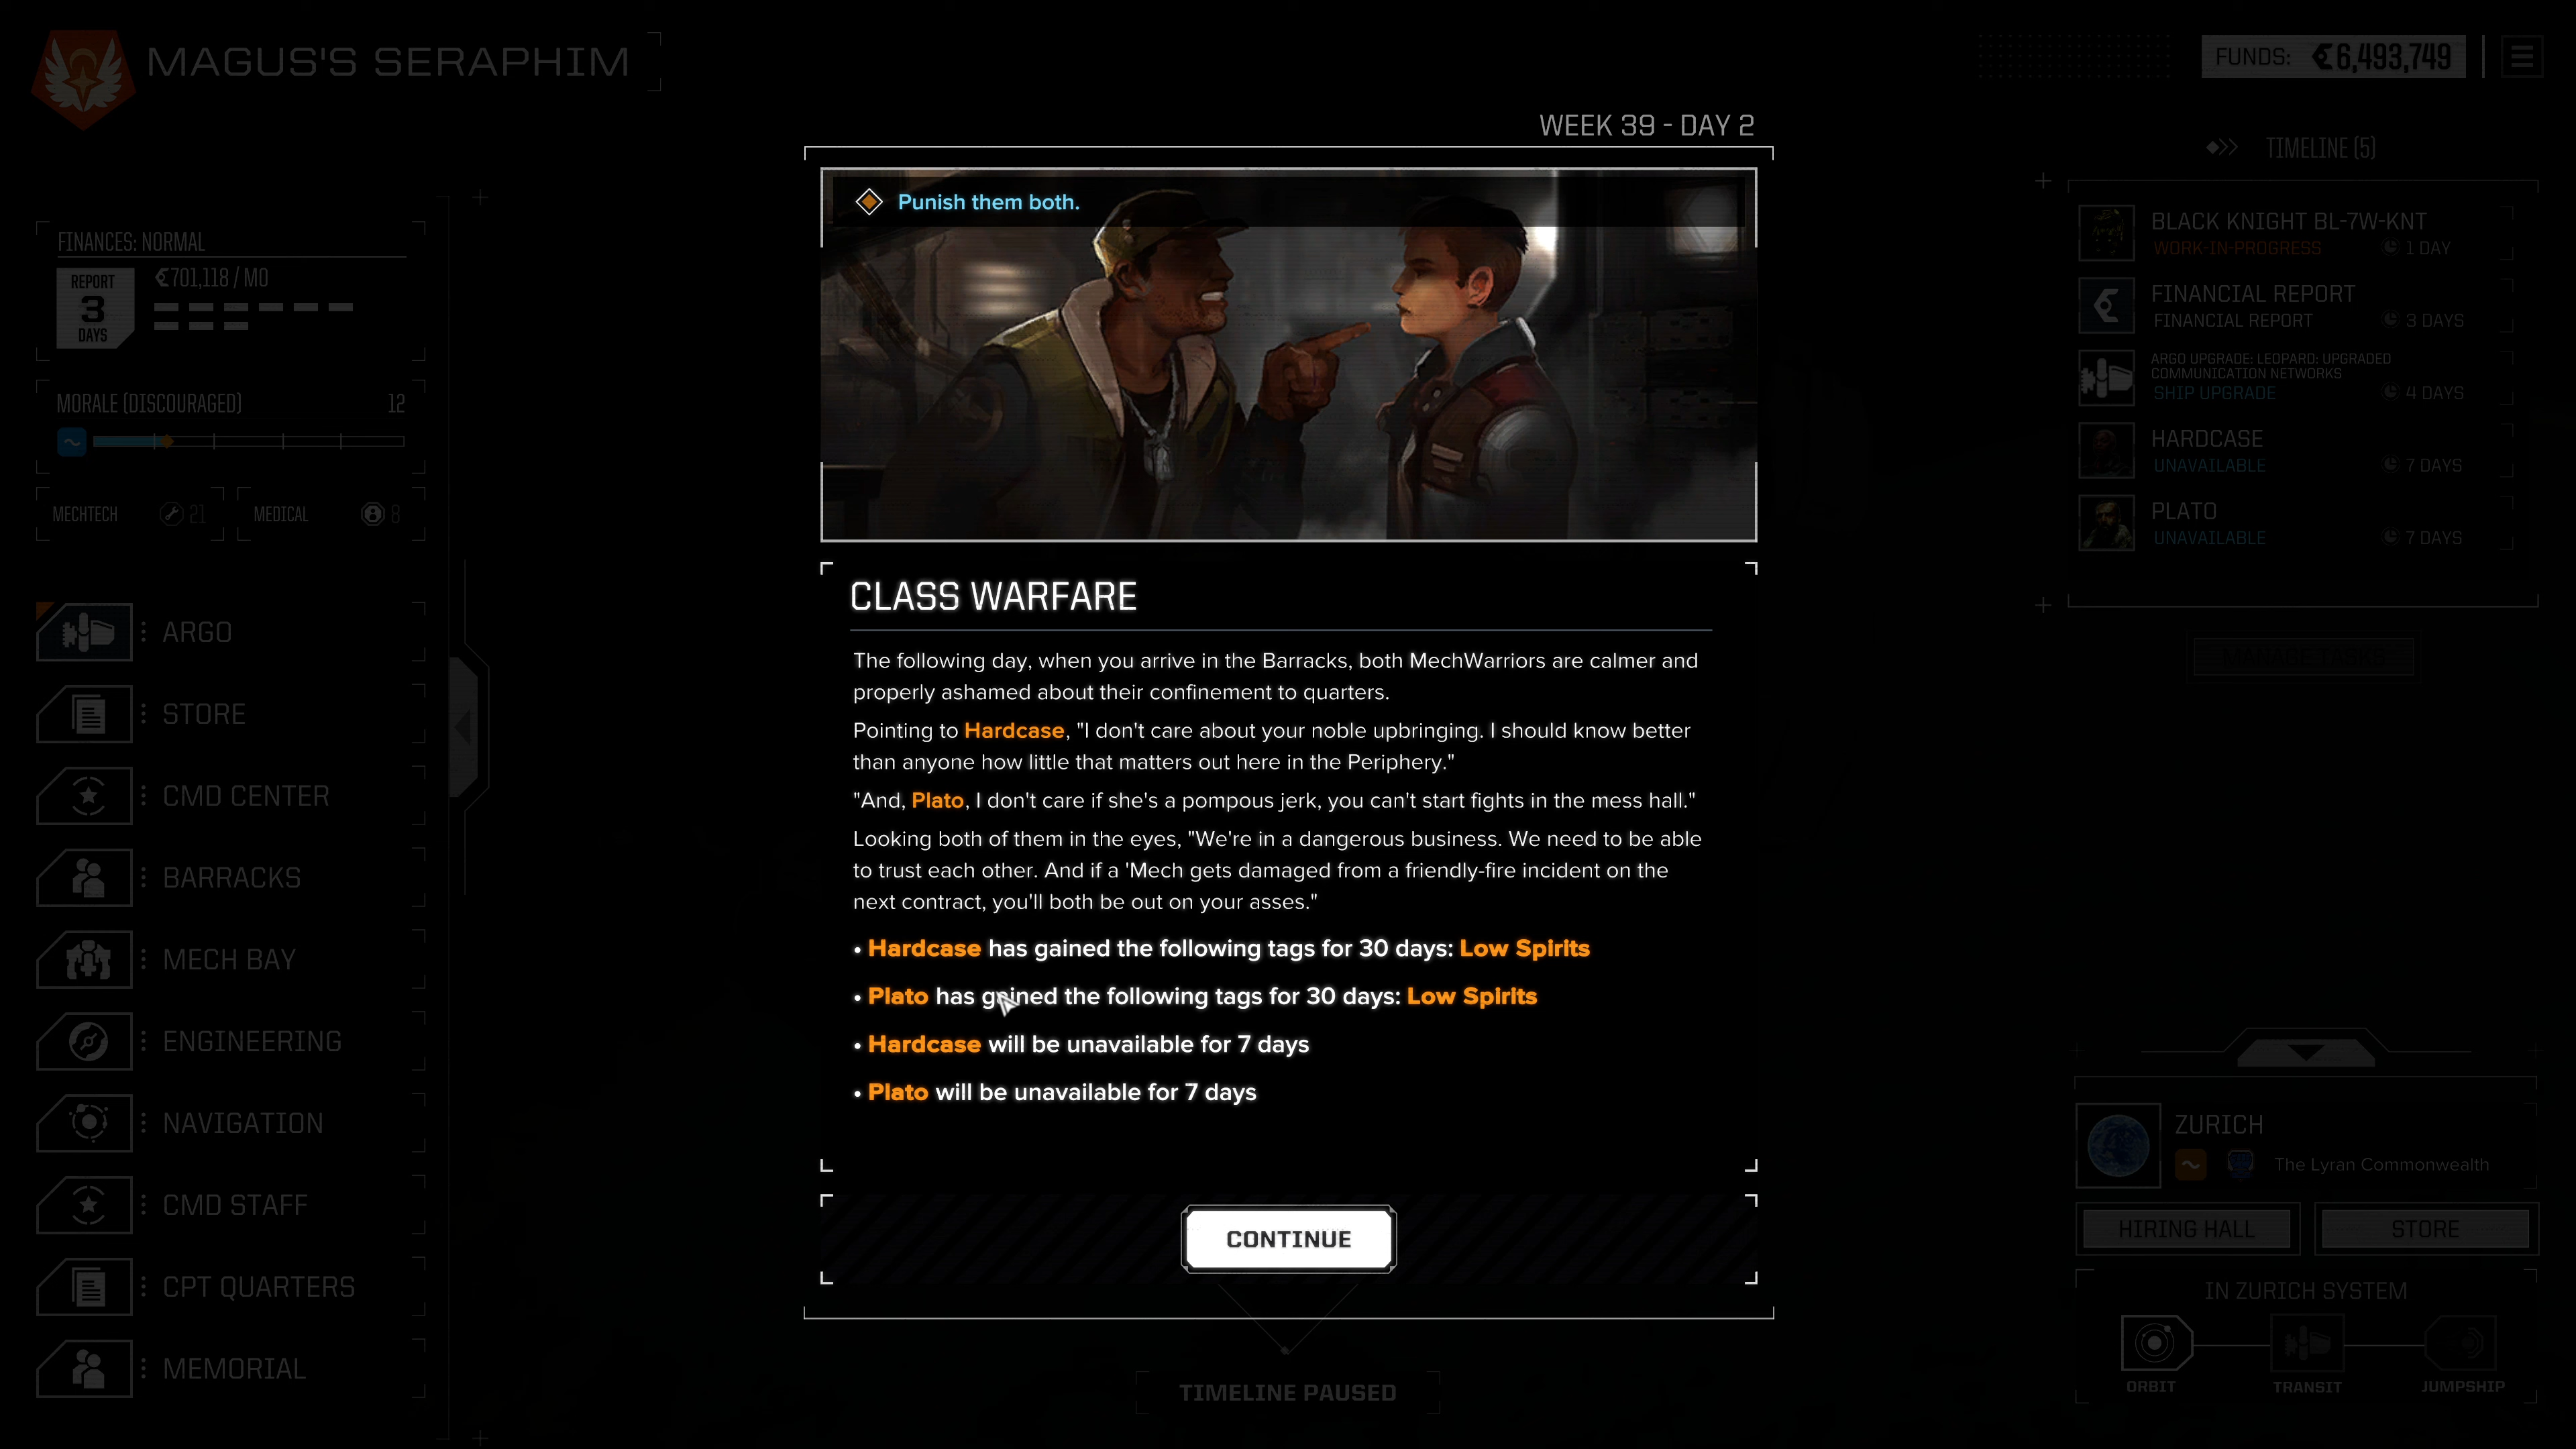 MAGUS'S SERAPHIM
FUNDS: 6,493,749
WEEK 39 - DAY 2
TIMELINE (5)
FINANCES: NORMAL
REPORT
3
DAYS
701,118 / MO
MORALE (DISCOURAGED) 12
MECHTECH 21
MEDICAL 8
ARGO
STORE
CMD CENTER
BARRACKS
MECH BAY
ENGINEERING
NAVIGATION
CMD STAFF
CPT QUARTERS
MEMORIAL
Punish them both.
CLASS WARFARE
The following day, when you arrive in the Barracks, both MechWarriors are calmer and
properly ashamed about their confinement to quarters.
Pointing to Hardcase, "I don't care about your noble upbringing. I should know better
than anyone how little that matters out here in the Periphery."
"And, Plato, I don't care if she's a pompous jerk, you can't start fights in the mess hall."
Looking both of them in the eyes, "We're in a dangerous business. We need to be able
to trust each other. And if a 'Mech gets damaged from a friendly-fire incident on the
next contract, you'll both be out on your asses."
• Hardcase has gained the following tags for 30 days: Low Spirits
• Plato has gained the following tags for 30 days: Low Spirits
• Hardcase will be unavailable for 7 days
• Plato will be unavailable for 7 days
CONTINUE
TIMELINE PAUSED
BLACK KNIGHT BL-7W-KNT
WORK-IN-PROGRESS 1 DAY
FINANCIAL REPORT
FINANCIAL REPORT 3 DAYS
ARGO UPGRADE: LEOPARD: UPGRADED
COMMUNICATION NETWORKS
SHIP UPGRADE 4 DAYS
HARDCASE
UNAVAILABLE 7 DAYS
PLATO
UNAVAILABLE 7 DAYS
MANAGE TASKS
ZURICH
The Lyran Commonwealth
HIRING HALL
STORE
IN ZURICH SYSTEM
ORBIT
TRANSIT
JUMPSHIP